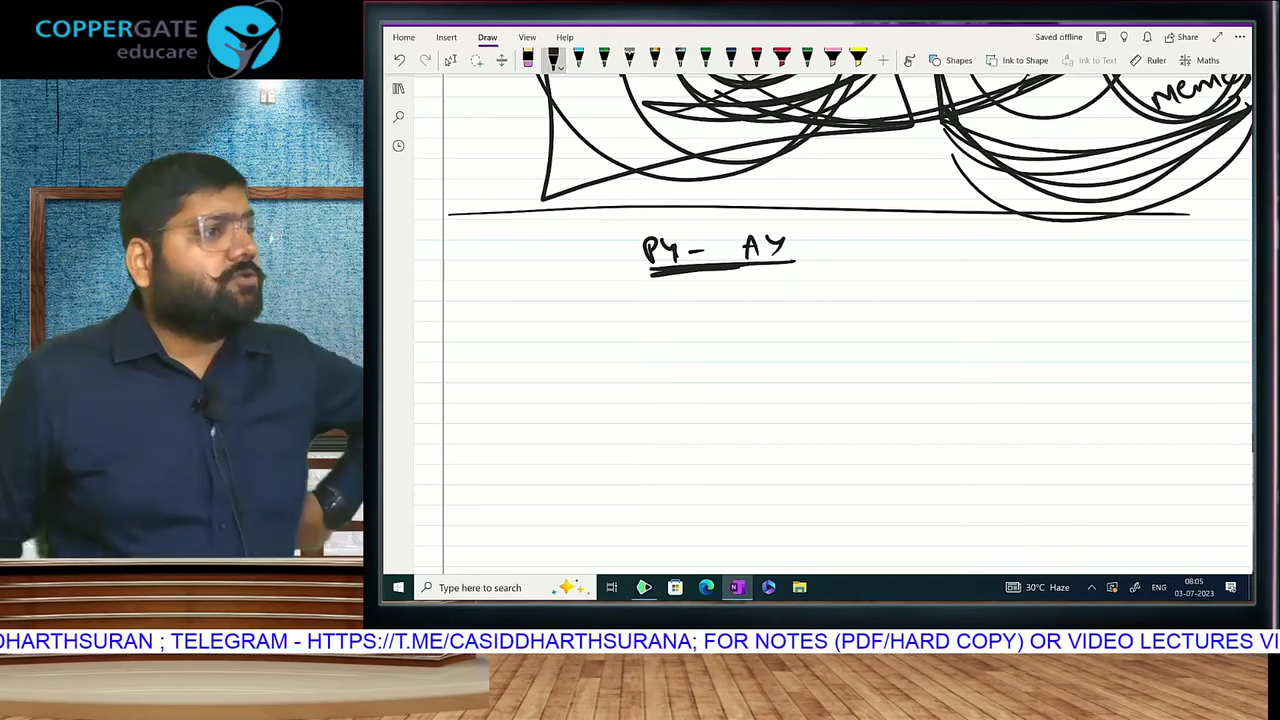 COPPERGATE
educare
Home Insert Draw View Help
Saved offline
Share
Shapes
Ink to Shape
Ink to Text
Ruler
Maths
PY - AY
Type here to search
30°C Haze
ENG
08:05
03-07-2023
DHARTHSURAN ; TELEGRAM - HTTPS://T.ME/CASIDDHARTHSURANA; FOR NOTES (PDF/HARD COPY) OR VIDEO LECTURES VI